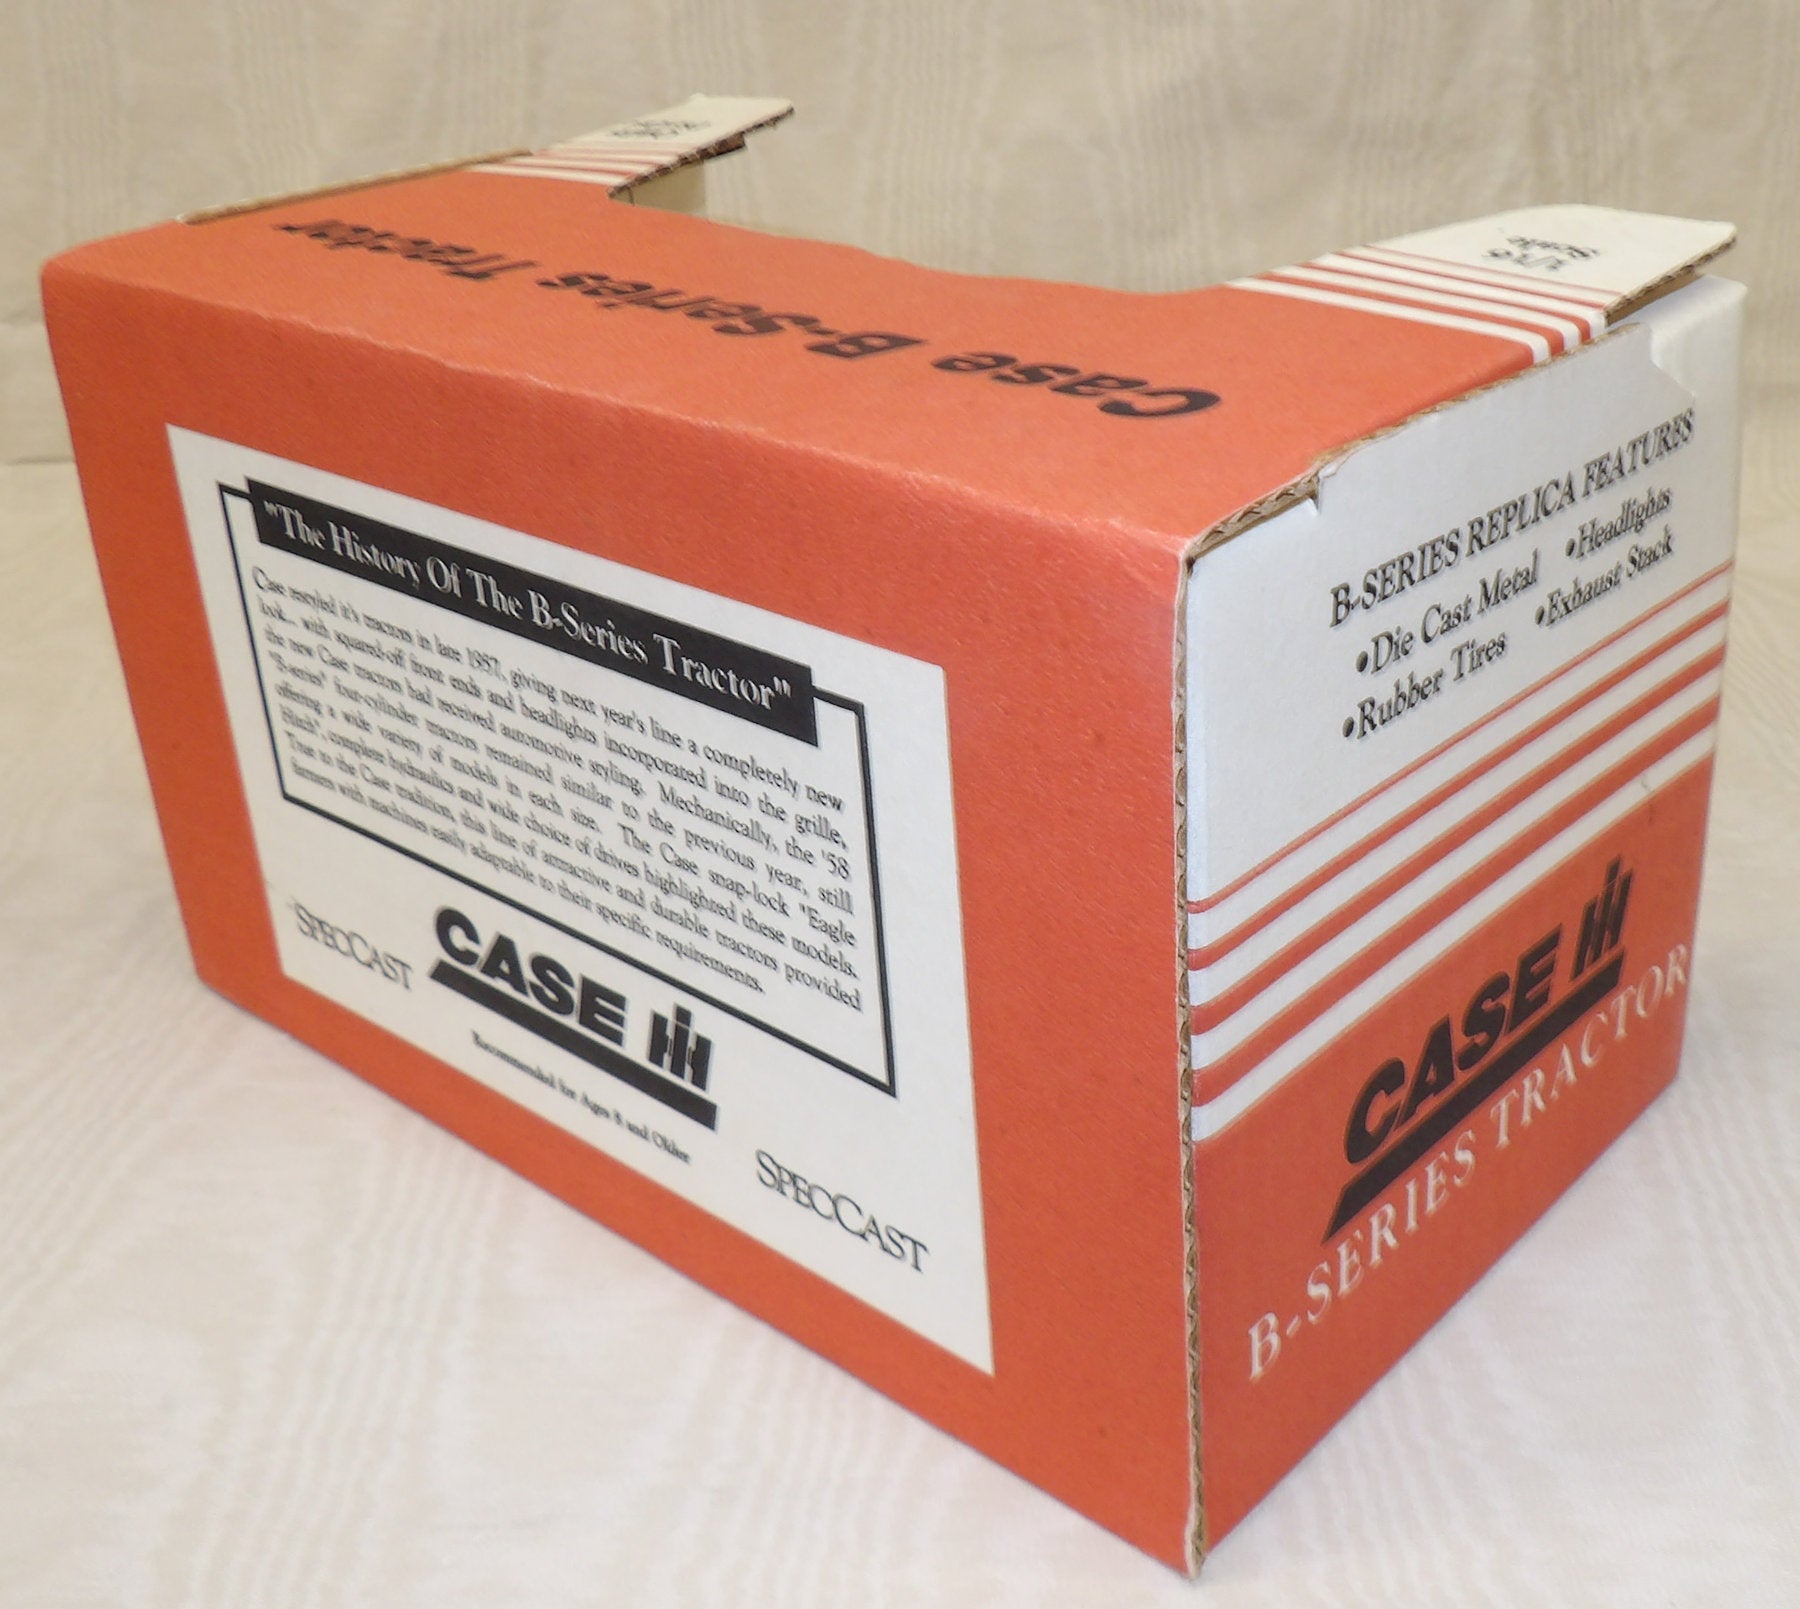 Case B-Series Tractor
1/16
Scale
"The History Of The B-Series Tractor"
Case restyled it's tractors in late 1957, giving next year's line a completely new
look... with squared-off front ends and headlights incorporated into the grille,
the new Case tractors had received automotive styling. Mechanically, the '58
"B-series" four-cylinder tractors remained similar to the previous year, still
offering a wide variety of models in each size. The Case snap-lock "Eagle
Hitch", complete hydraulics and wide choice of drives highlighted these models.
True to the Case tradition, this line of attractive and durable tractors provided
farmers with machines easily adaptable to their specific requirements.
SPECCAST
CASE IH
Recommended for Ages 8 and Older
SPECCAST
B-SERIES REPLICA FEATURES
•Die Cast Metal •Headlights
•Rubber Tires •Exhaust Stack
CASE IH
B-SERIES TRACTOR